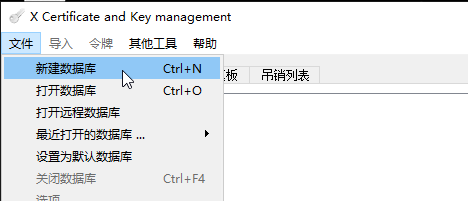 X Certificate and Key management
文件 导入 令牌 其他工具 帮助
新建数据库 Ctrl+N
板 吊销列表
打开数据库 Ctrl+O
打开远程数据库
最近打开的数据库 ...
设置为默认数据库
关闭数据库 Ctrl+F4
选项